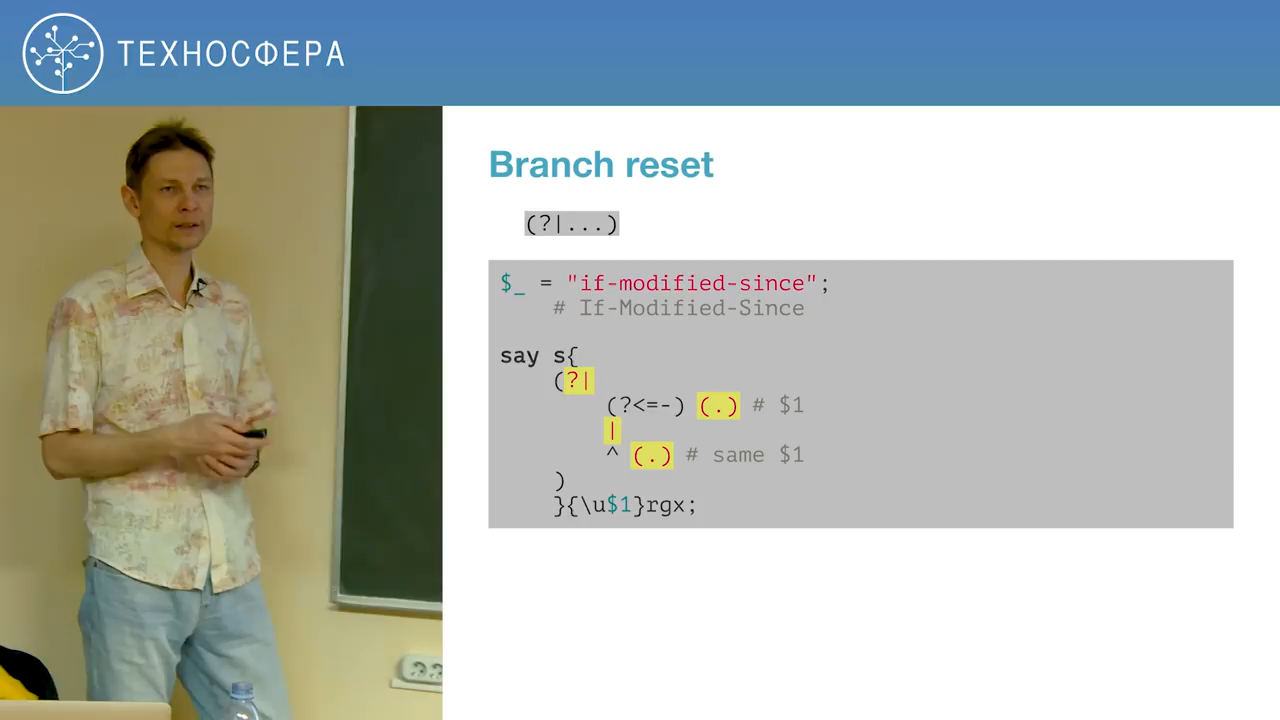 ТЕХНОСФЕРА
Branch reset
(?|...)
$_ = "if-modified-since";
# If-Modified-Since
say s{
(?|
(?<=-) (.) # $1
|
^ (.) # same $1
)
}{\u$1}rgx;